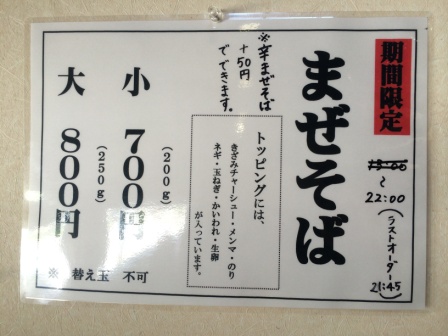 期間限定
18:00
～
22:00
(ラストオーダー
21:45)
まぜそば
※辛まぜそば
+50円
でできます。
トッピングには、
きざみチャーシュー・メンマ・のり
ネギ・玉ねぎ・かいわれ・生卵
が入っています。
小 700円
(200g)
大 800円
(250g)
※ 替え玉 不可